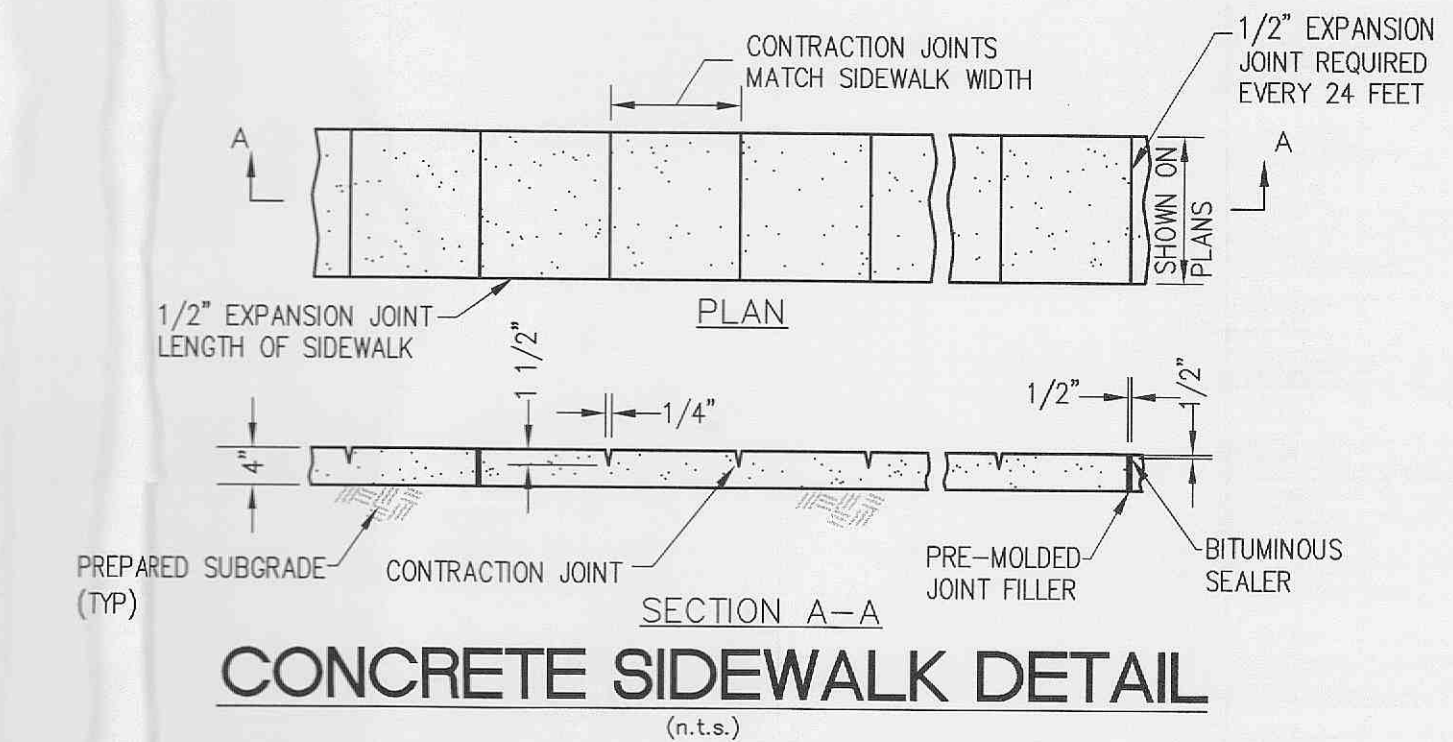 CONTRACTION JOINTS
MATCH SIDEWALK WIDTH
1/2" EXPANSION
JOINT REQUIRED
EVERY 24 FEET
A
A
SHOWN ON
PLANS
1/2" EXPANSION JOINT
LENGTH OF SIDEWALK
PLAN
1 1/2"
1/4"
1/2"
1/2"
4"
PREPARED SUBGRADE
(TYP)
CONTRACTION JOINT
PRE-MOLDED
JOINT FILLER
BITUMINOUS
SEALER
SECTION A-A
CONCRETE SIDEWALK DETAIL
(n.t.s.)